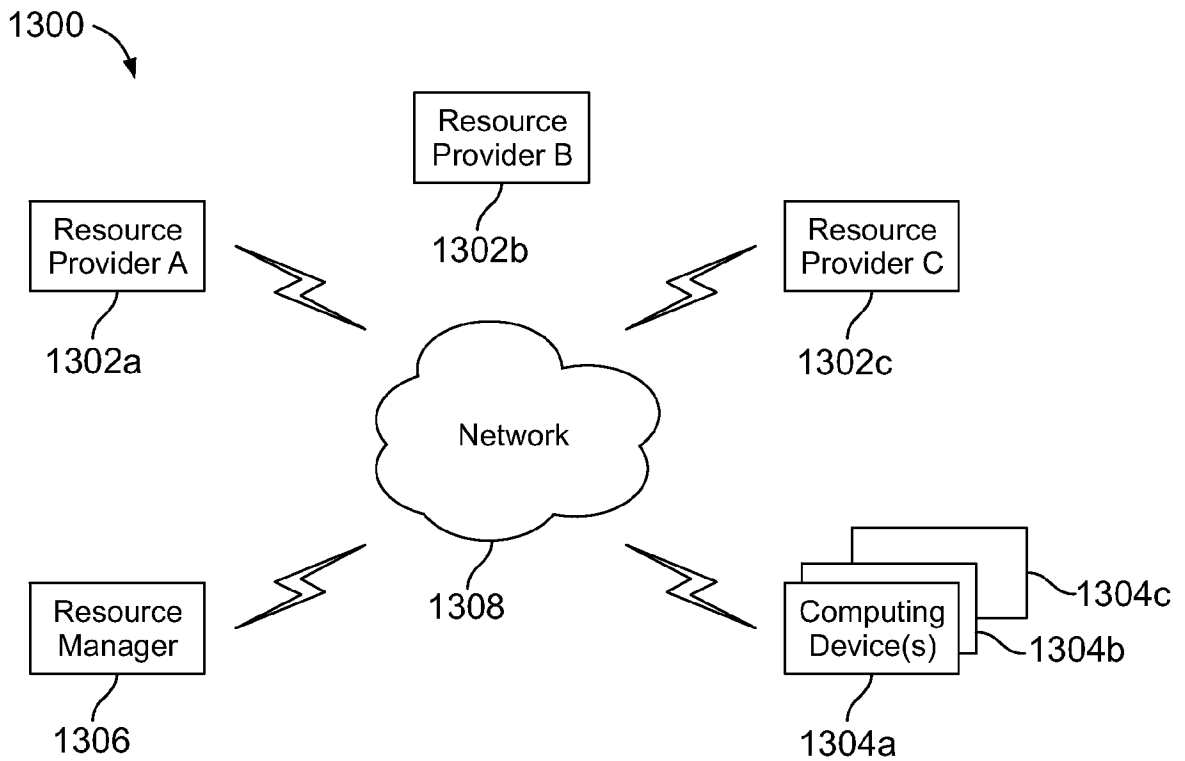 1300
Resource
Provider B
1302b
Resource
Provider A
1302a
Resource
Provider C
1302c
Network
1308
Resource
Manager
1306
Computing
Device(s)
1304c
1304b
1304a